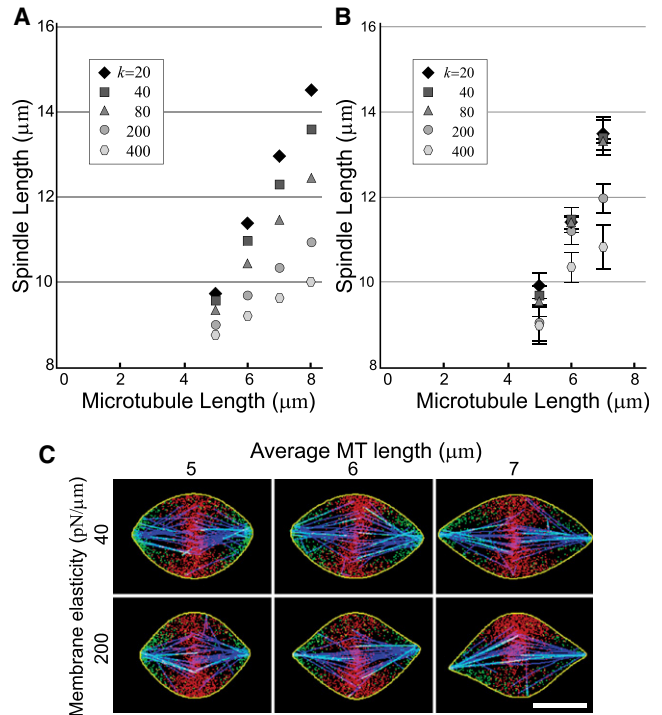 A
16
14
12
10
8
Spindle Length (μm)
k=20
40
80
200
400
0 2 4 6 8
Microtubule Length (μm)
B
16
14
12
10
8
Spindle Length (μm)
k=20
40
80
200
400
0 2 4 6 8
Microtubule Length (μm)
C
Average MT length (μm)
5 6 7
Membrane elasticity (pN/μm)
40
200